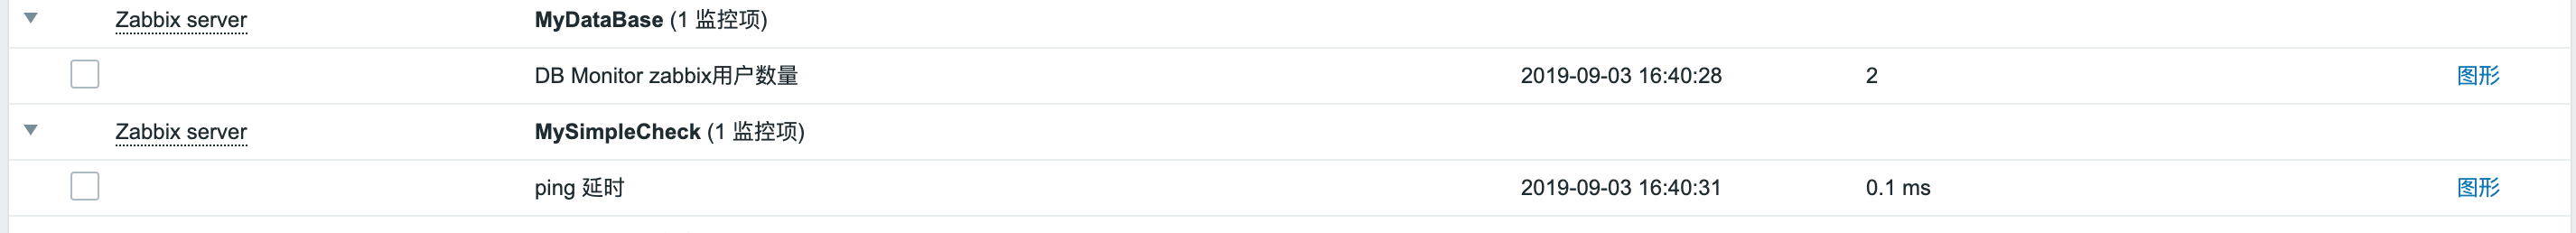 Zabbix server MyDataBase (1 监控项)
DB Monitor zabbix用户数量 2019-09-03 16:40:28 2 图形
Zabbix server MySimpleCheck (1 监控项)
ping 延时 2019-09-03 16:40:31 0.1 ms 图形